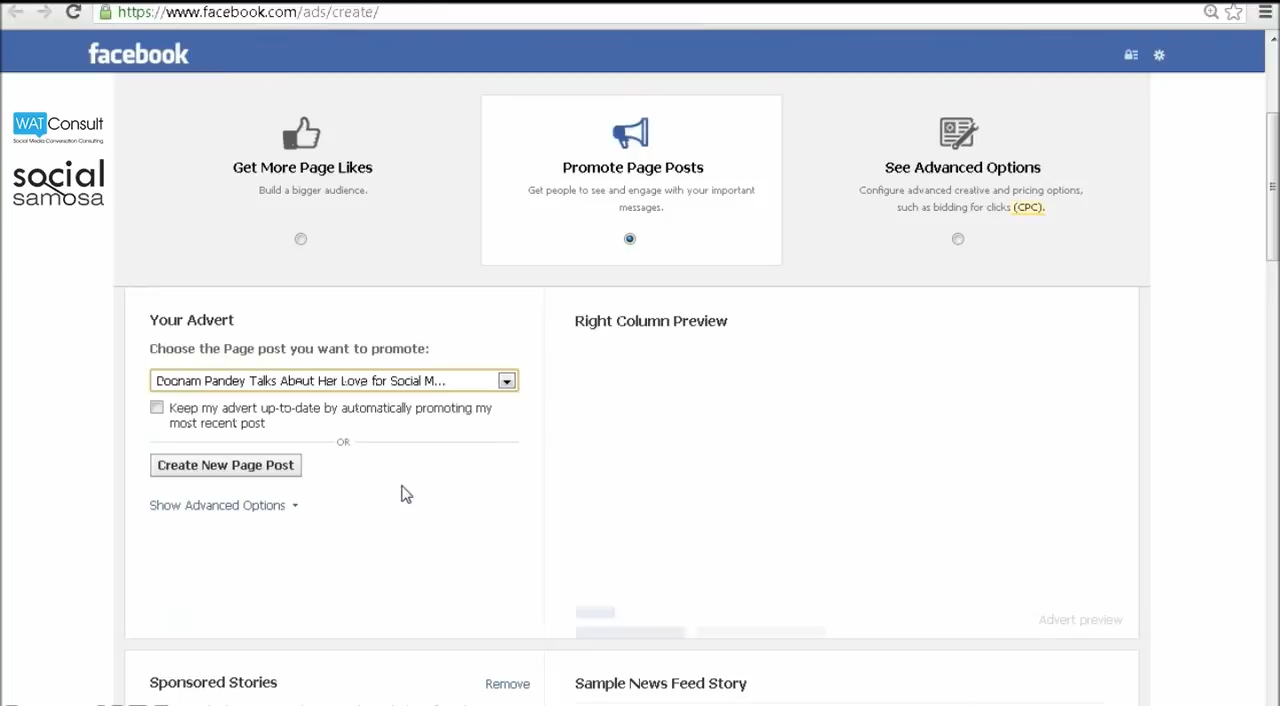 https://www.facebook.com/ads/create/
facebook
WATConsult
Social Media Conversation Consulting
social
samosa
Get More Page Likes
Build a bigger audience.
Promote Page Posts
Get people to see and engage with your important
messages.
See Advanced Options
Configure advanced creative and pricing options,
such as bidding for clicks (CPC).
Your Advert
Choose the Page post you want to promote:
Poonam Pandey Talks About Her Love for Social M...
Keep my advert up-to-date by automatically promoting my
most recent post
OR
Create New Page Post
Show Advanced Options
Right Column Preview
Advert preview
Sponsored Stories
Remove
Sample News Feed Story